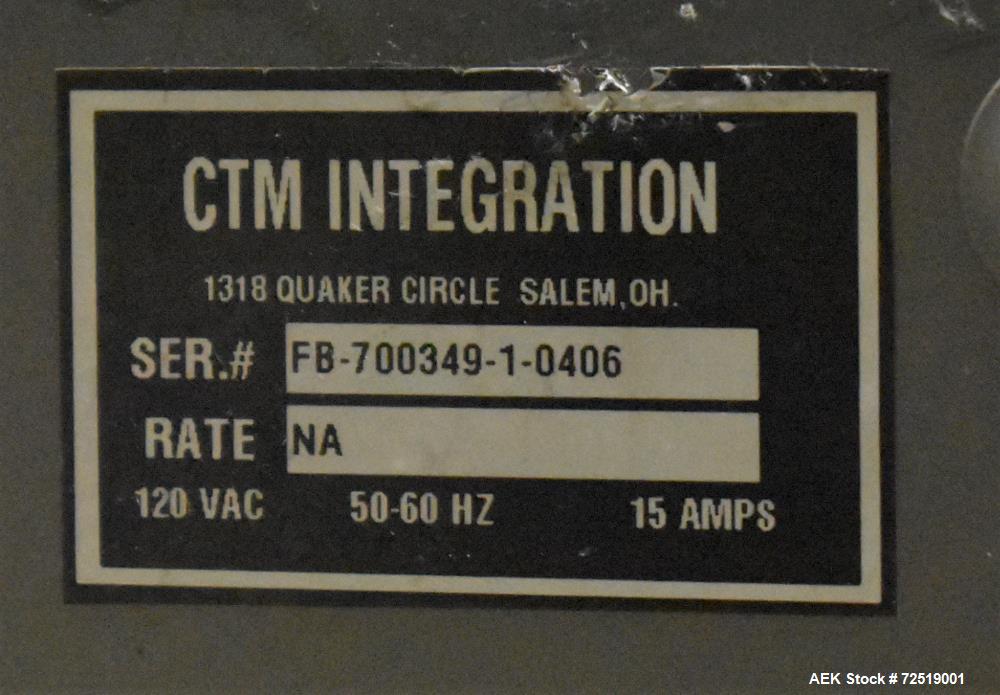 CTM INTEGRATION
1318 QUAKER CIRCLE SALEM, OH.
SER.# FB-700349-1-0406
RATE NA
120 VAC 50-60 HZ 15 AMPS
AEK Stock # 72519001